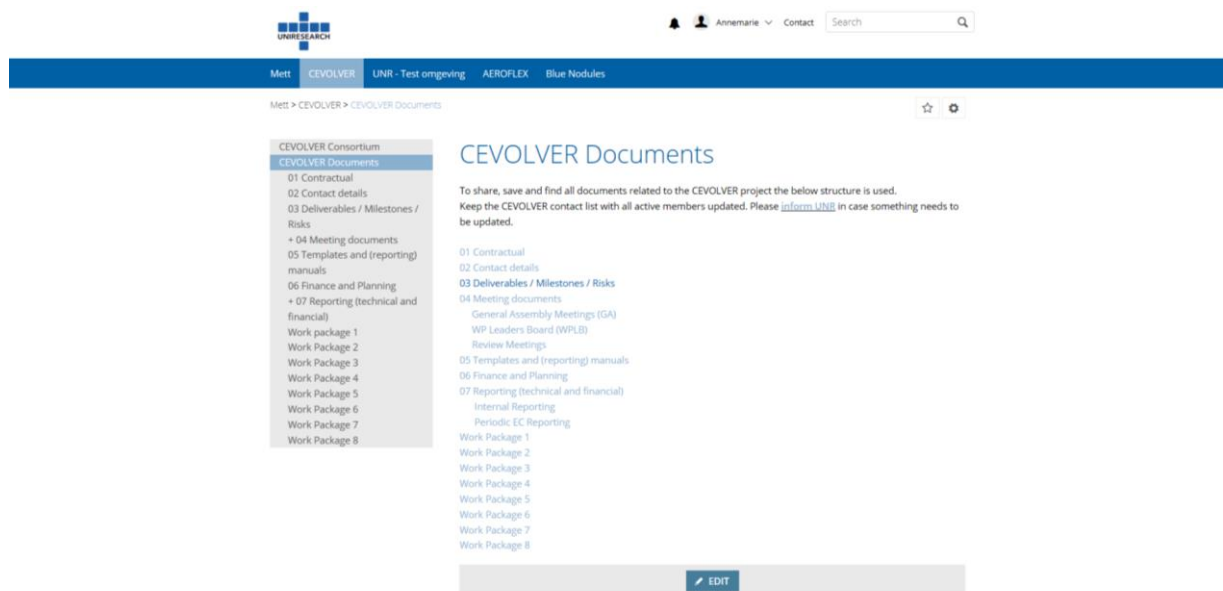 UNIRESEARCH
Annemarie
Contact
Search
Mett
CEVOLVER
UNR - Test omgeving
AEROFLEX
Blue Nodules
Mett > CEVOLVER > CEVOLVER Documents
CEVOLVER Consortium
CEVOLVER Documents
01 Contractual
02 Contact details
03 Deliverables / Milestones /
Risks
+ 04 Meeting documents
05 Templates and (reporting)
manuals
06 Finance and Planning
+ 07 Reporting (technical and
financial)
Work package 1
Work Package 2
Work Package 3
Work Package 4
Work Package 5
Work Package 6
Work Package 7
Work Package 8
CEVOLVER Documents
To share, save and find all documents related to the CEVOLVER project the below structure is used.
Keep the CEVOLVER contact list with all active members updated. Please inform UNR in case something needs to
be updated.
01 Contractual
02 Contact details
03 Deliverables / Milestones / Risks
04 Meeting documents
General Assembly Meetings (GA)
WP Leaders Board (WPLB)
Review Meetings
05 Templates and (reporting) manuals
06 Finance and Planning
07 Reporting (technical and financial)
Internal Reporting
Periodic EC Reporting
Work Package 1
Work Package 2
Work Package 3
Work Package 4
Work Package 5
Work Package 6
Work Package 7
Work Package 8
EDIT